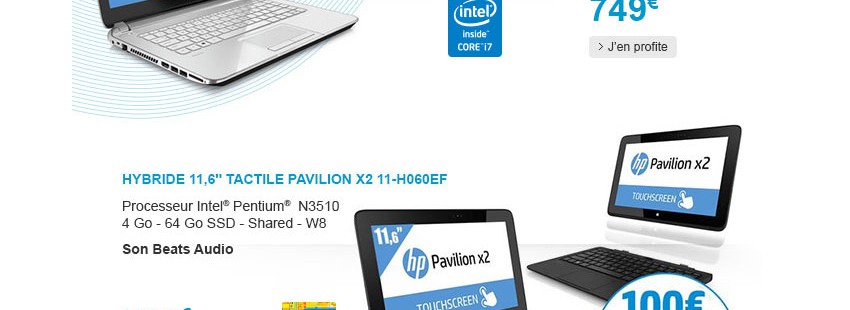 intel
inside™
CORE™ i7
749€
> J'en profite
HYBRIDE 11,6'' TACTILE PAVILION X2 11-H060EF
Processeur Intel® Pentium® N3510
4 Go - 64 Go SSD - Shared - W8
Son Beats Audio
hp Pavilion x2
TOUCHSCREEN
11,6"
hp Pavilion x2
TOUCHSCREEN
100€